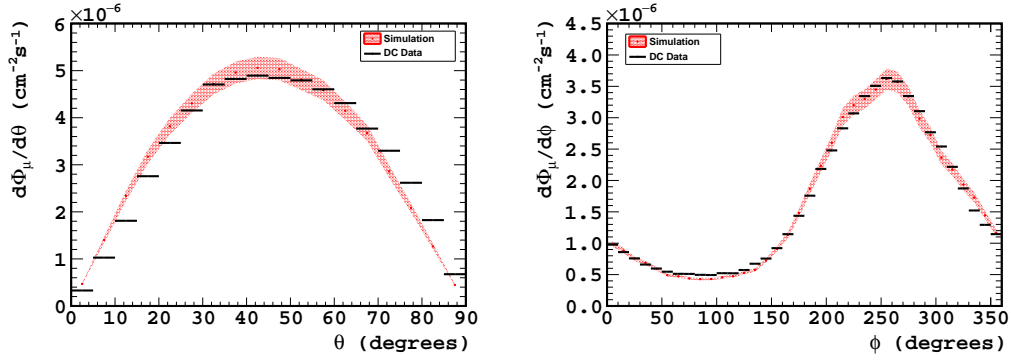 ×10⁻⁶
dΦμ/dθ (cm⁻²s⁻¹)
6
5
4
3
2
1
0
0 10 20 30 40 50 60 70 80 90
θ (degrees)
Simulation
DC Data
×10⁻⁶
dΦμ/dϕ (cm⁻²s⁻¹)
4.5
4.0
3.5
3.0
2.5
2.0
1.5
1.0
0.5
0.0
0 50 100 150 200 250 300 350
ϕ (degrees)
Simulation
DC Data